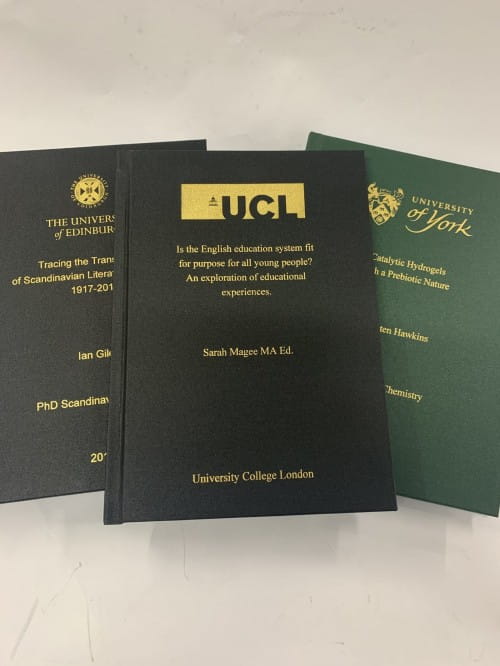 THE UNIVERS
of EDINBUR
Tracing the Trans
of Scandinavian Litera
1917-201
Ian Gil
PhD Scandinav
201
UCL
Is the English education system fit
for purpose for all young people?
An exploration of educational
experiences.
Sarah Magee MA Ed.
University College London
UNIVERSITY
of York
Catalytic Hydrogels
h a Prebiotic Nature
ten Hawkins
Chemistry